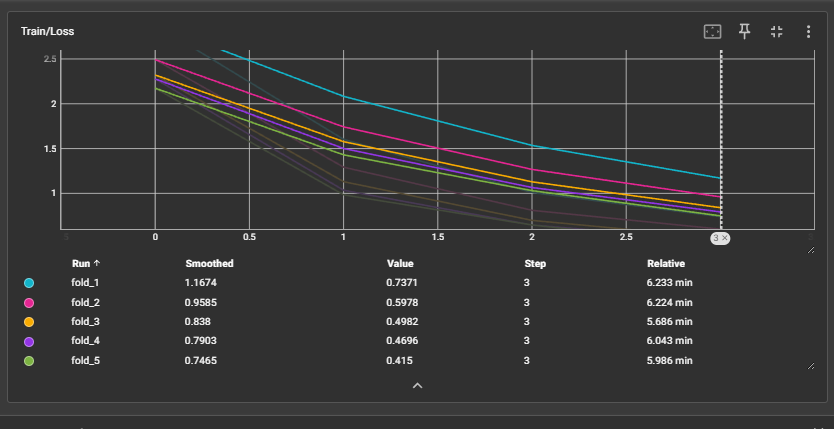 Train/Loss
2.5
2
1.5
1
0 0.5 1 1.5 2 2.5 3 ×
Run ↑ Smoothed Value Step Relative
fold_1 1.1674 0.7371 3 6.233 min
fold_2 0.9585 0.5978 3 6.224 min
fold_3 0.838 0.4982 3 5.686 min
fold_4 0.7903 0.4696 3 6.043 min
fold_5 0.7465 0.415 3 5.986 min